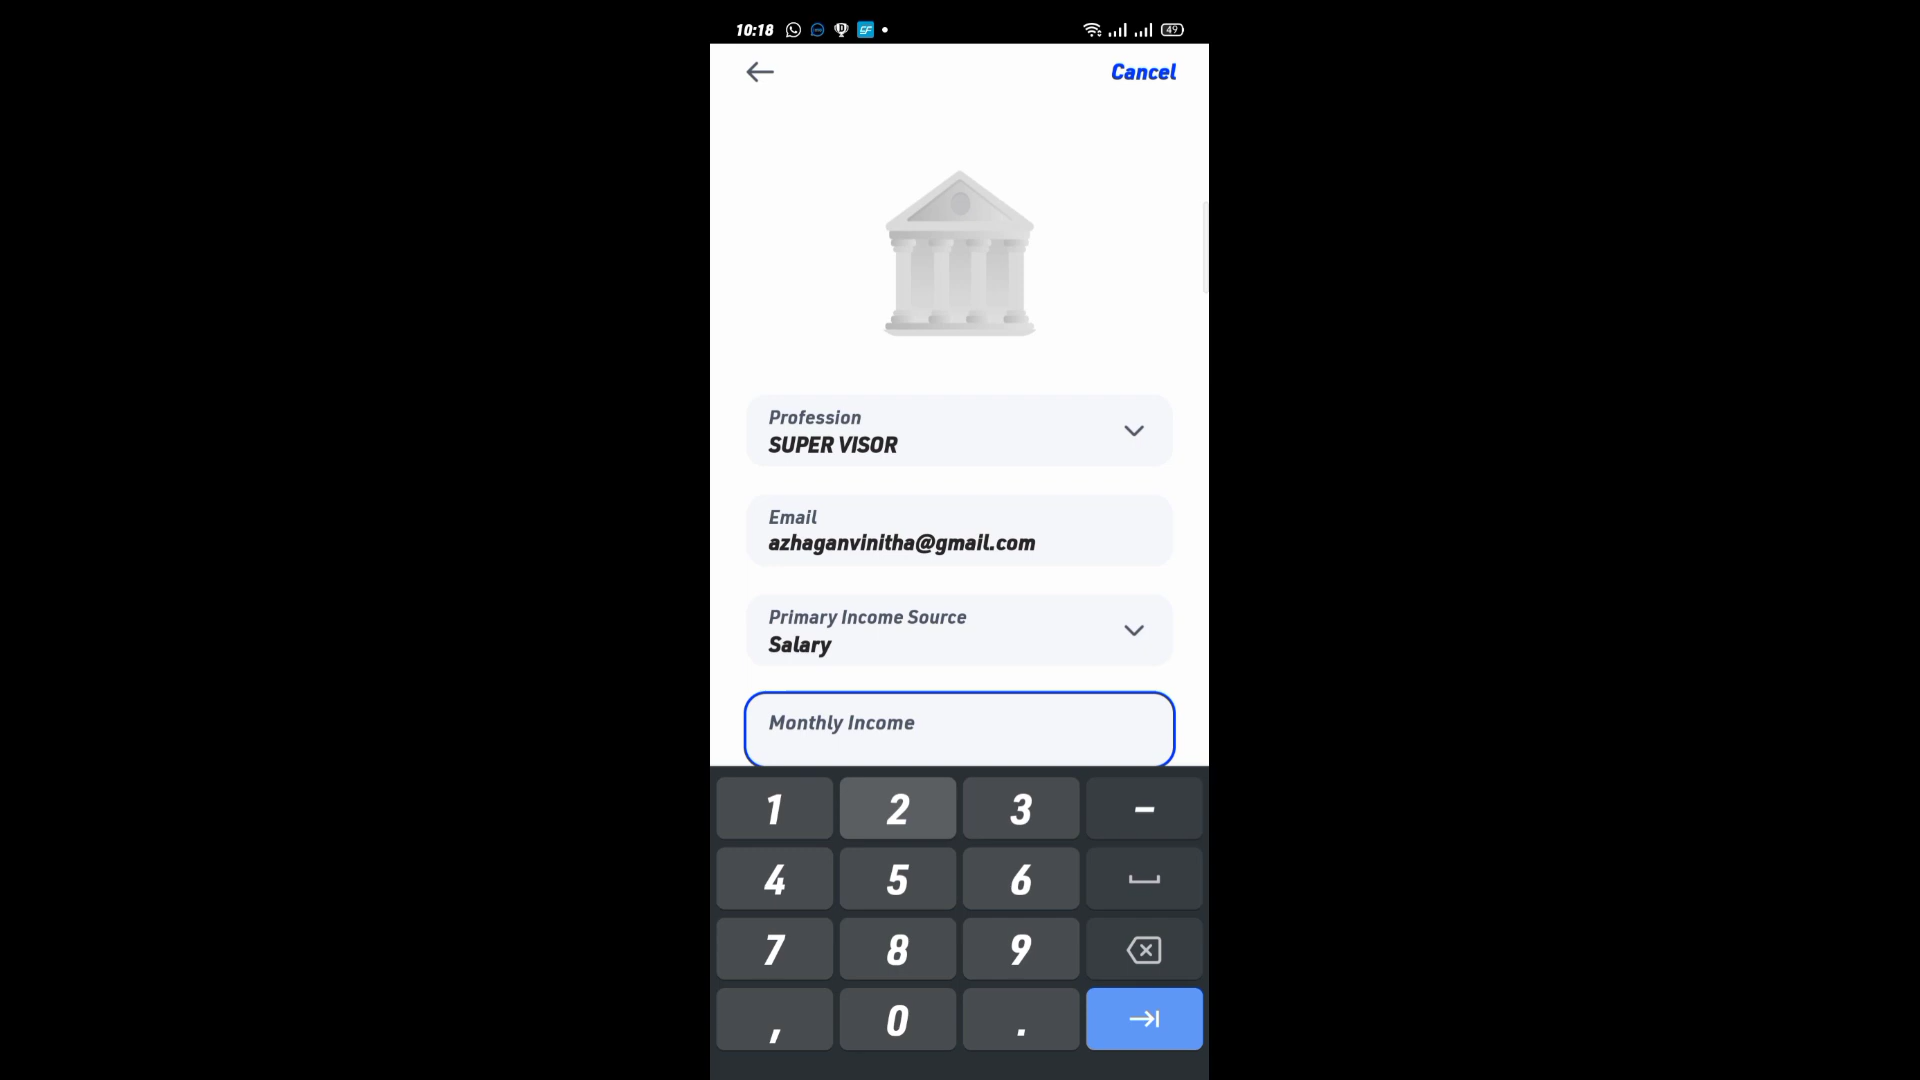 10:18
49
Cancel
Profession
SUPER VISOR
Email
azhaganvinitha@gmail.com
Primary Income Source
Salary
Monthly Income
1 2 3 -
4 5 6
7 8 9
, 0 .